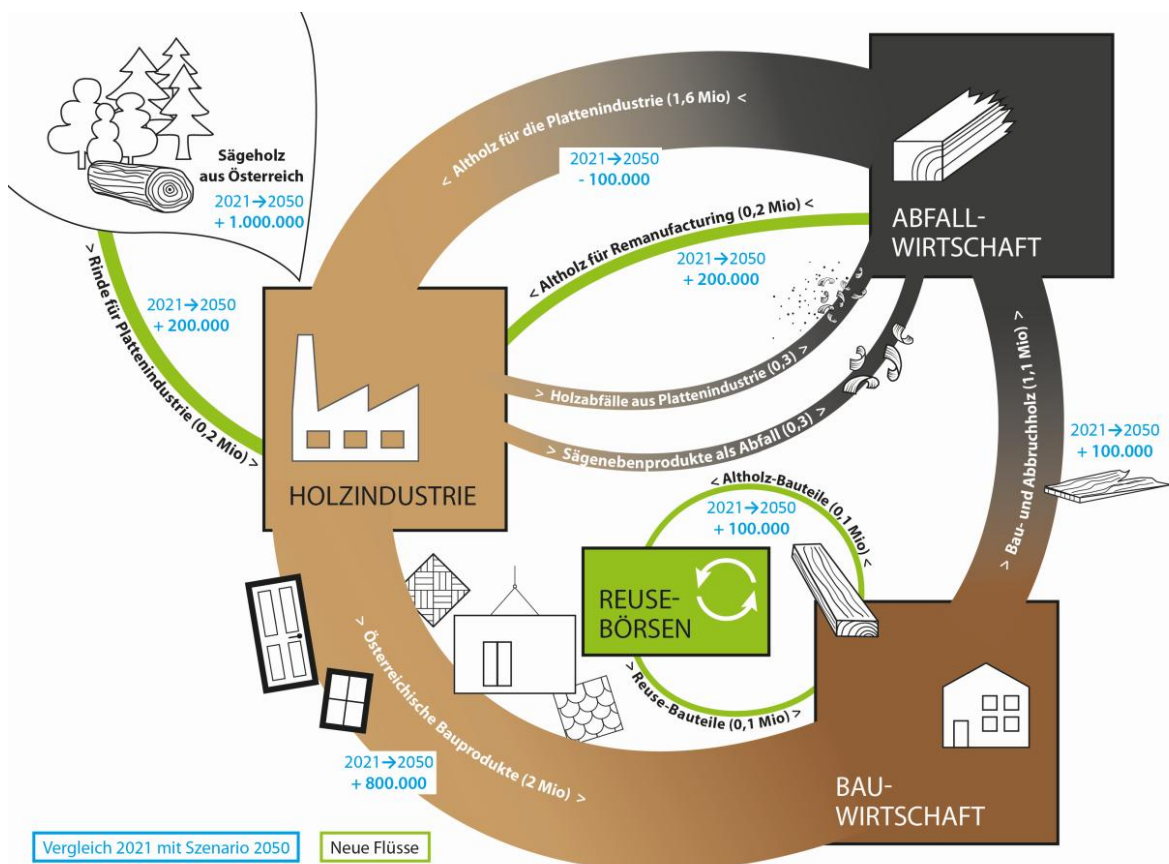 < Altholz für die Plattenindustrie (1,6 Mio) <
2021→2050
- 100.000
Sägeholz
aus Österreich
2021→2050
+ 1.000.000
ABFALL-
WIRTSCHAFT
< Altholz für Remanufacturing (0,2 Mio) <
2021→2050
+ 200.000
> Rinde für Plattenindustrie (0,2 Mio) >
2021→2050
+ 200.000
> Holzabfälle aus Plattenindustrie (0,3) >
> Sägenebenprodukte als Abfall (0,3) >
> Bau- und Abbruchholz (1,1 Mio) >
2021→2050
+ 100.000
HOLZINDUSTRIE
< Altholz-Bauteile (0,1 Mio) <
2021→2050
+ 100.000
REUSE-
BÖRSEN
> Reuse-Bauteile (0,1 Mio) >
> Österreichische Bauprodukte (2 Mio) >
2021→2050
+ 800.000
BAU-
WIRTSCHAFT
Vergleich 2021 mit Szenario 2050
Neue Flüsse